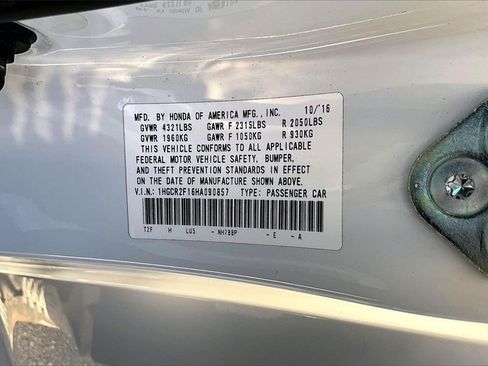 MFD. BY HONDA OF AMERICA MFG., INC. 10/16
GVWR 4321LBS GAWR F 2315LBS R 2050LBS
GVWR 1960KG GAWR F 1050KG R 930KG
THIS VEHICLE CONFORMS TO ALL APPLICABLE
FEDERAL MOTOR VEHICLE SAFETY, BUMPER,
AND THEFT PREVENTION STANDARDS IN EFFECT
ON THE DATE OF MANUFACTURE SHOWN ABOVE.
V.I.N.: 1HGCR2F16HA090857 TYPE: PASSENGER CAR
T2F H LU5 - NH788P - E - A